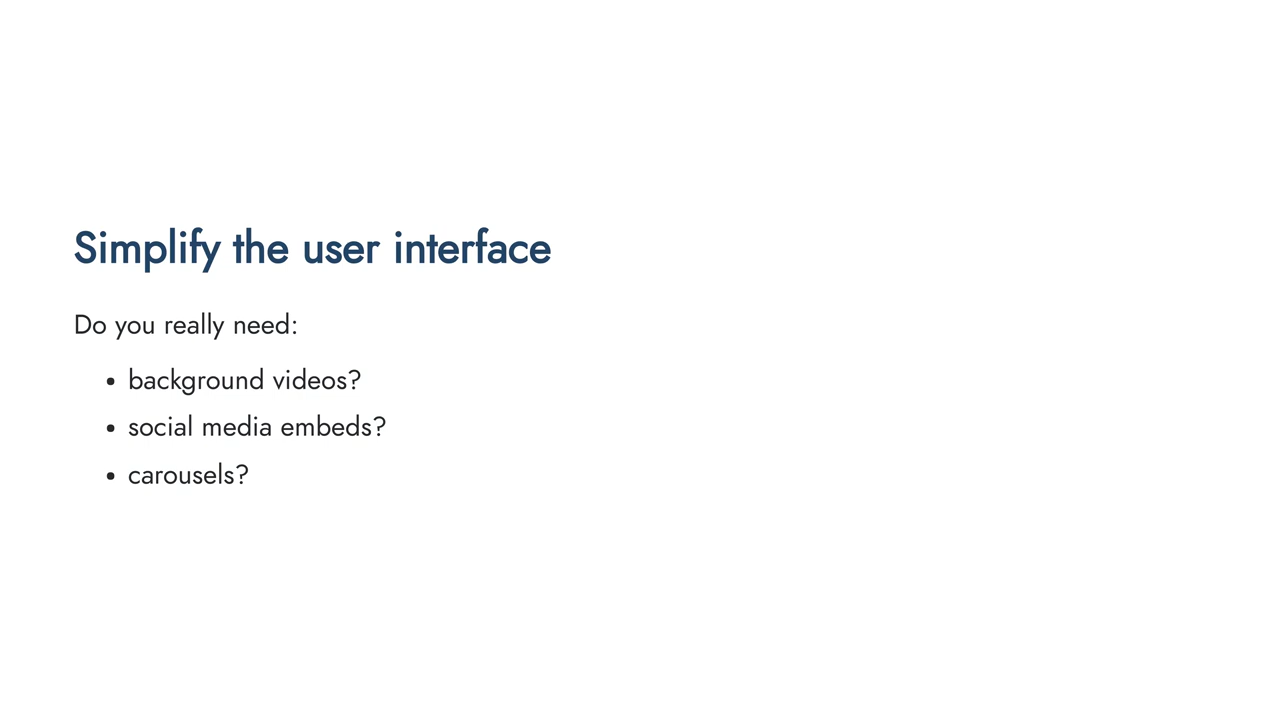 Simplify the user interface
Do you really need:
• background videos?
• social media embeds?
• carousels?